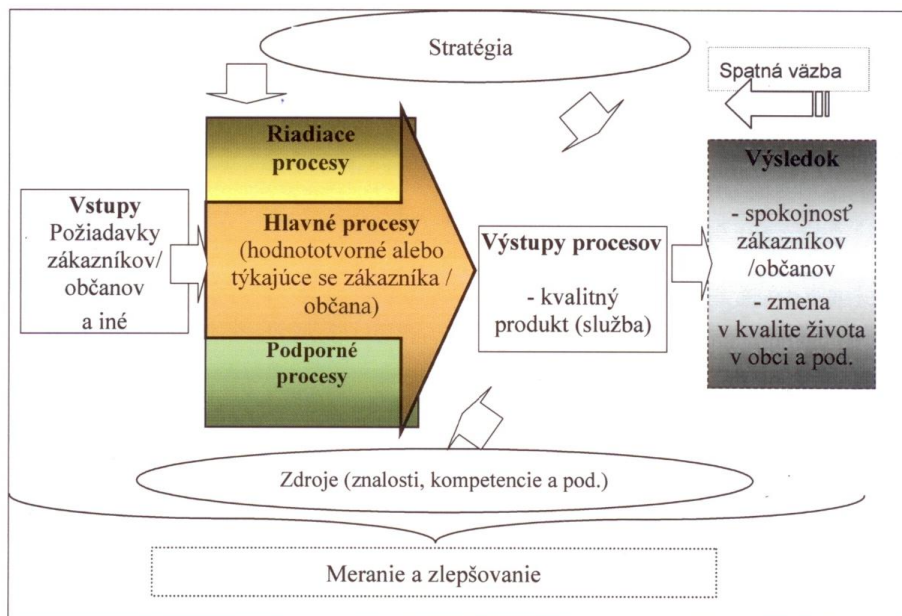 Stratégia
Spatná väzba
Riadiace
procesy
Výsledok
Vstupy
Požiadavky
zákazníkov/
občanov
a iné
Hlavné procesy
(hodnototvorné alebo
týkajúce se zákazníka /
občana)
Výstupy procesov
- kvalitný
produkt (služba)
- spokojnosť
zákazníkov
/občanov
- zmena
v kvalite života
v obci a pod.
Podporné
procesy
Zdroje (znalosti, kompetencie a pod.)
Meranie a zlepšovanie